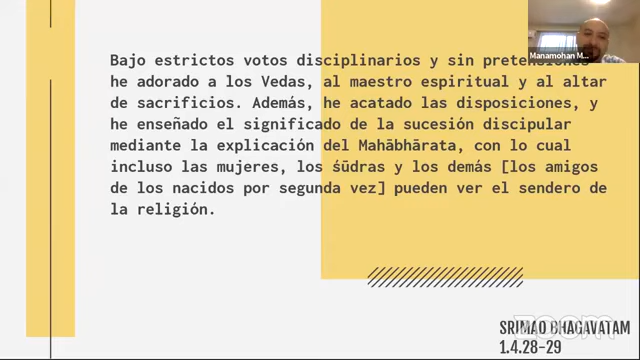 Manamohan M...
Bajo estrictos votos disciplinarios y sin pretensiones
he adorado a los Vedas, al maestro espiritual y al altar
de sacrificios. Además, he acatado las disposiciones, y
he enseñado el significado de la sucesión discipular
mediante la explicación del Mahābhārata, con lo cual
incluso las mujeres, los śūdras y los demás [los amigos
de los nacidos por segunda vez] pueden ver el sendero de
la religión.
zoom
SRIMAD BHAGAVATAM
1.4.28-29